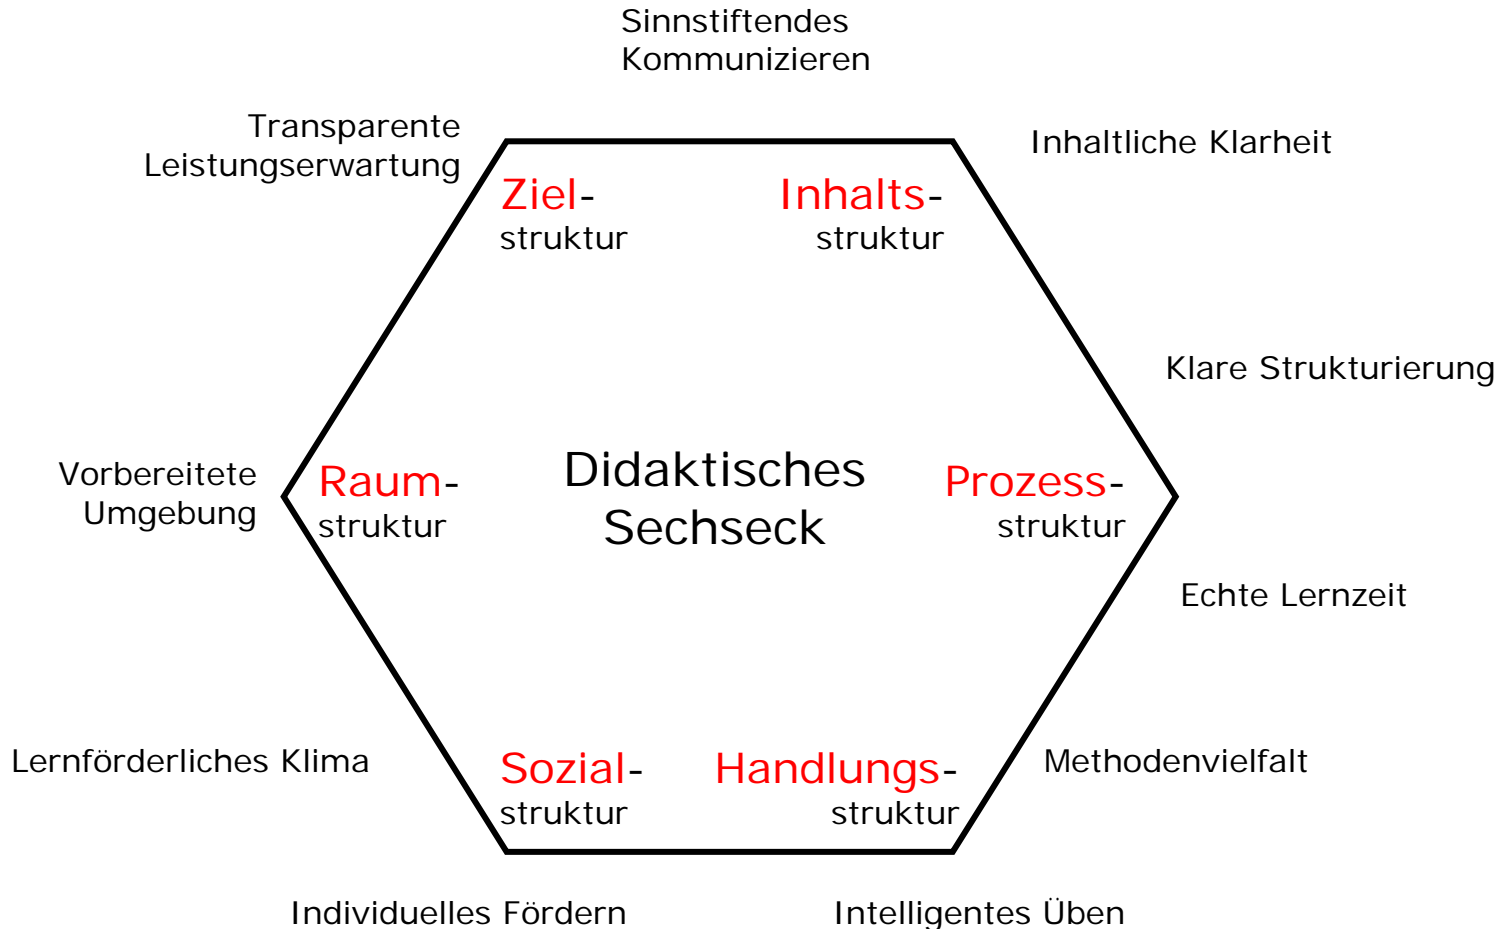 Sinnstiftendes
Kommunizieren
Transparente
Leistungserwartung
Inhaltliche Klarheit
Ziel-
struktur
Inhalts-
struktur
Klare Strukturierung
Vorbereitete
Umgebung
Raum-
struktur
Didaktisches
Sechseck
Prozess-
struktur
Echte Lernzeit
Lernförderliches Klima
Sozial-
struktur
Handlungs-
struktur
Methodenvielfalt
Individuelles Fördern
Intelligentes Üben